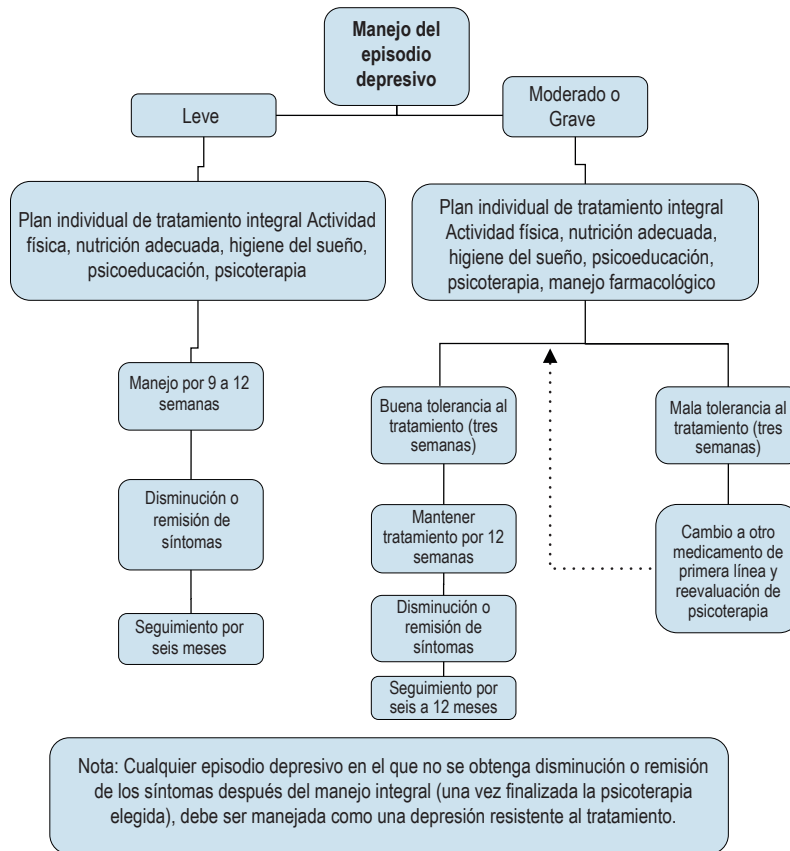 Manejo del
episodio
depresivo
Leve
Moderado o
Grave
Plan individual de tratamiento integral Actividad
física, nutrición adecuada, higiene del sueño,
psicoeducación, psicoterapia
Plan individual de tratamiento integral
Actividad física, nutrición adecuada,
higiene del sueño, psicoeducación,
psicoterapia, manejo farmacológico
Manejo por 9 a 12
semanas
Buena tolerancia al
tratamiento (tres
semanas)
Mala tolerancia al
tratamiento (tres
semanas)
Disminución o
remisión de
síntomas
Mantener
tratamiento por 12
semanas
Cambio a otro
medicamento de
primera línea y
reevaluación de
psicoterapia
Disminución o
remisión de
síntomas
Seguimiento por
seis meses
Seguimiento por
seis a 12 meses
Nota: Cualquier episodio depresivo en el que no se obtenga disminución o remisión
de los síntomas después del manejo integral (una vez finalizada la psicoterapia
elegida), debe ser manejada como una depresión resistente al tratamiento.